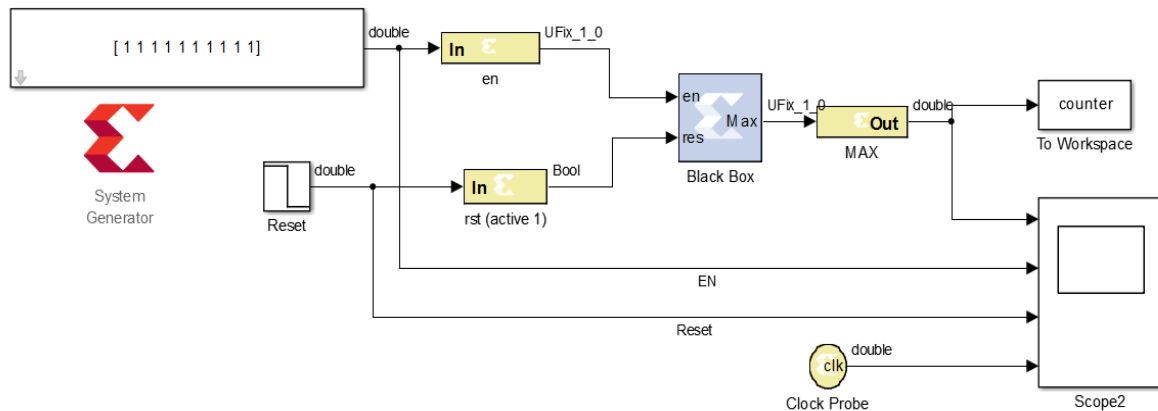 [ 1 1 1 1 1 1 1 1 1 1]
double
In
en
UFix_1_0
System
Generator
double
Reset
In
rst (active 1)
Bool
en
res
Max
Black Box
UFix_1_0
Out
MAX
double
counter
To Workspace
EN
Reset
clk
double
Clock Probe
Scope2